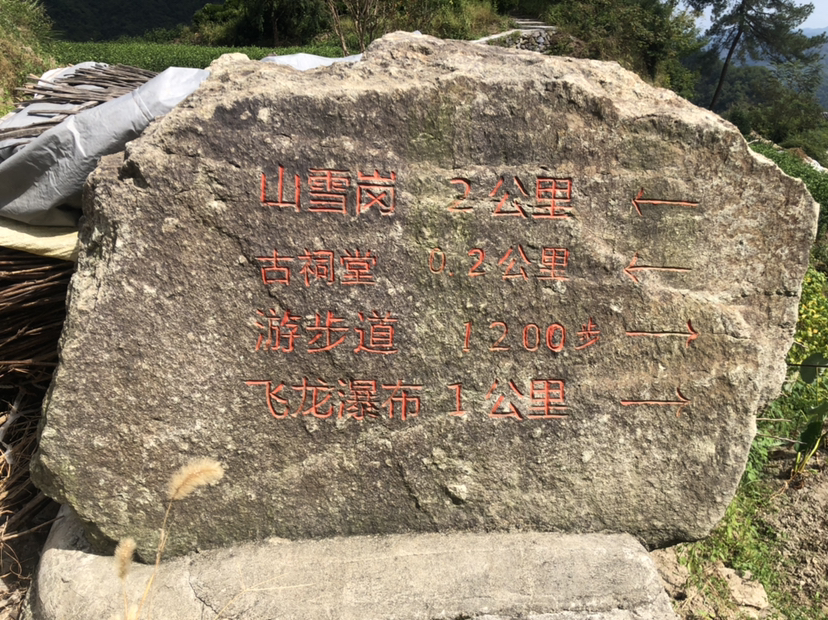 山雪岗 2公里 ←
古祠堂 0.2公里 ←
游步道 1200步 →
飞龙瀑布 1公里 →